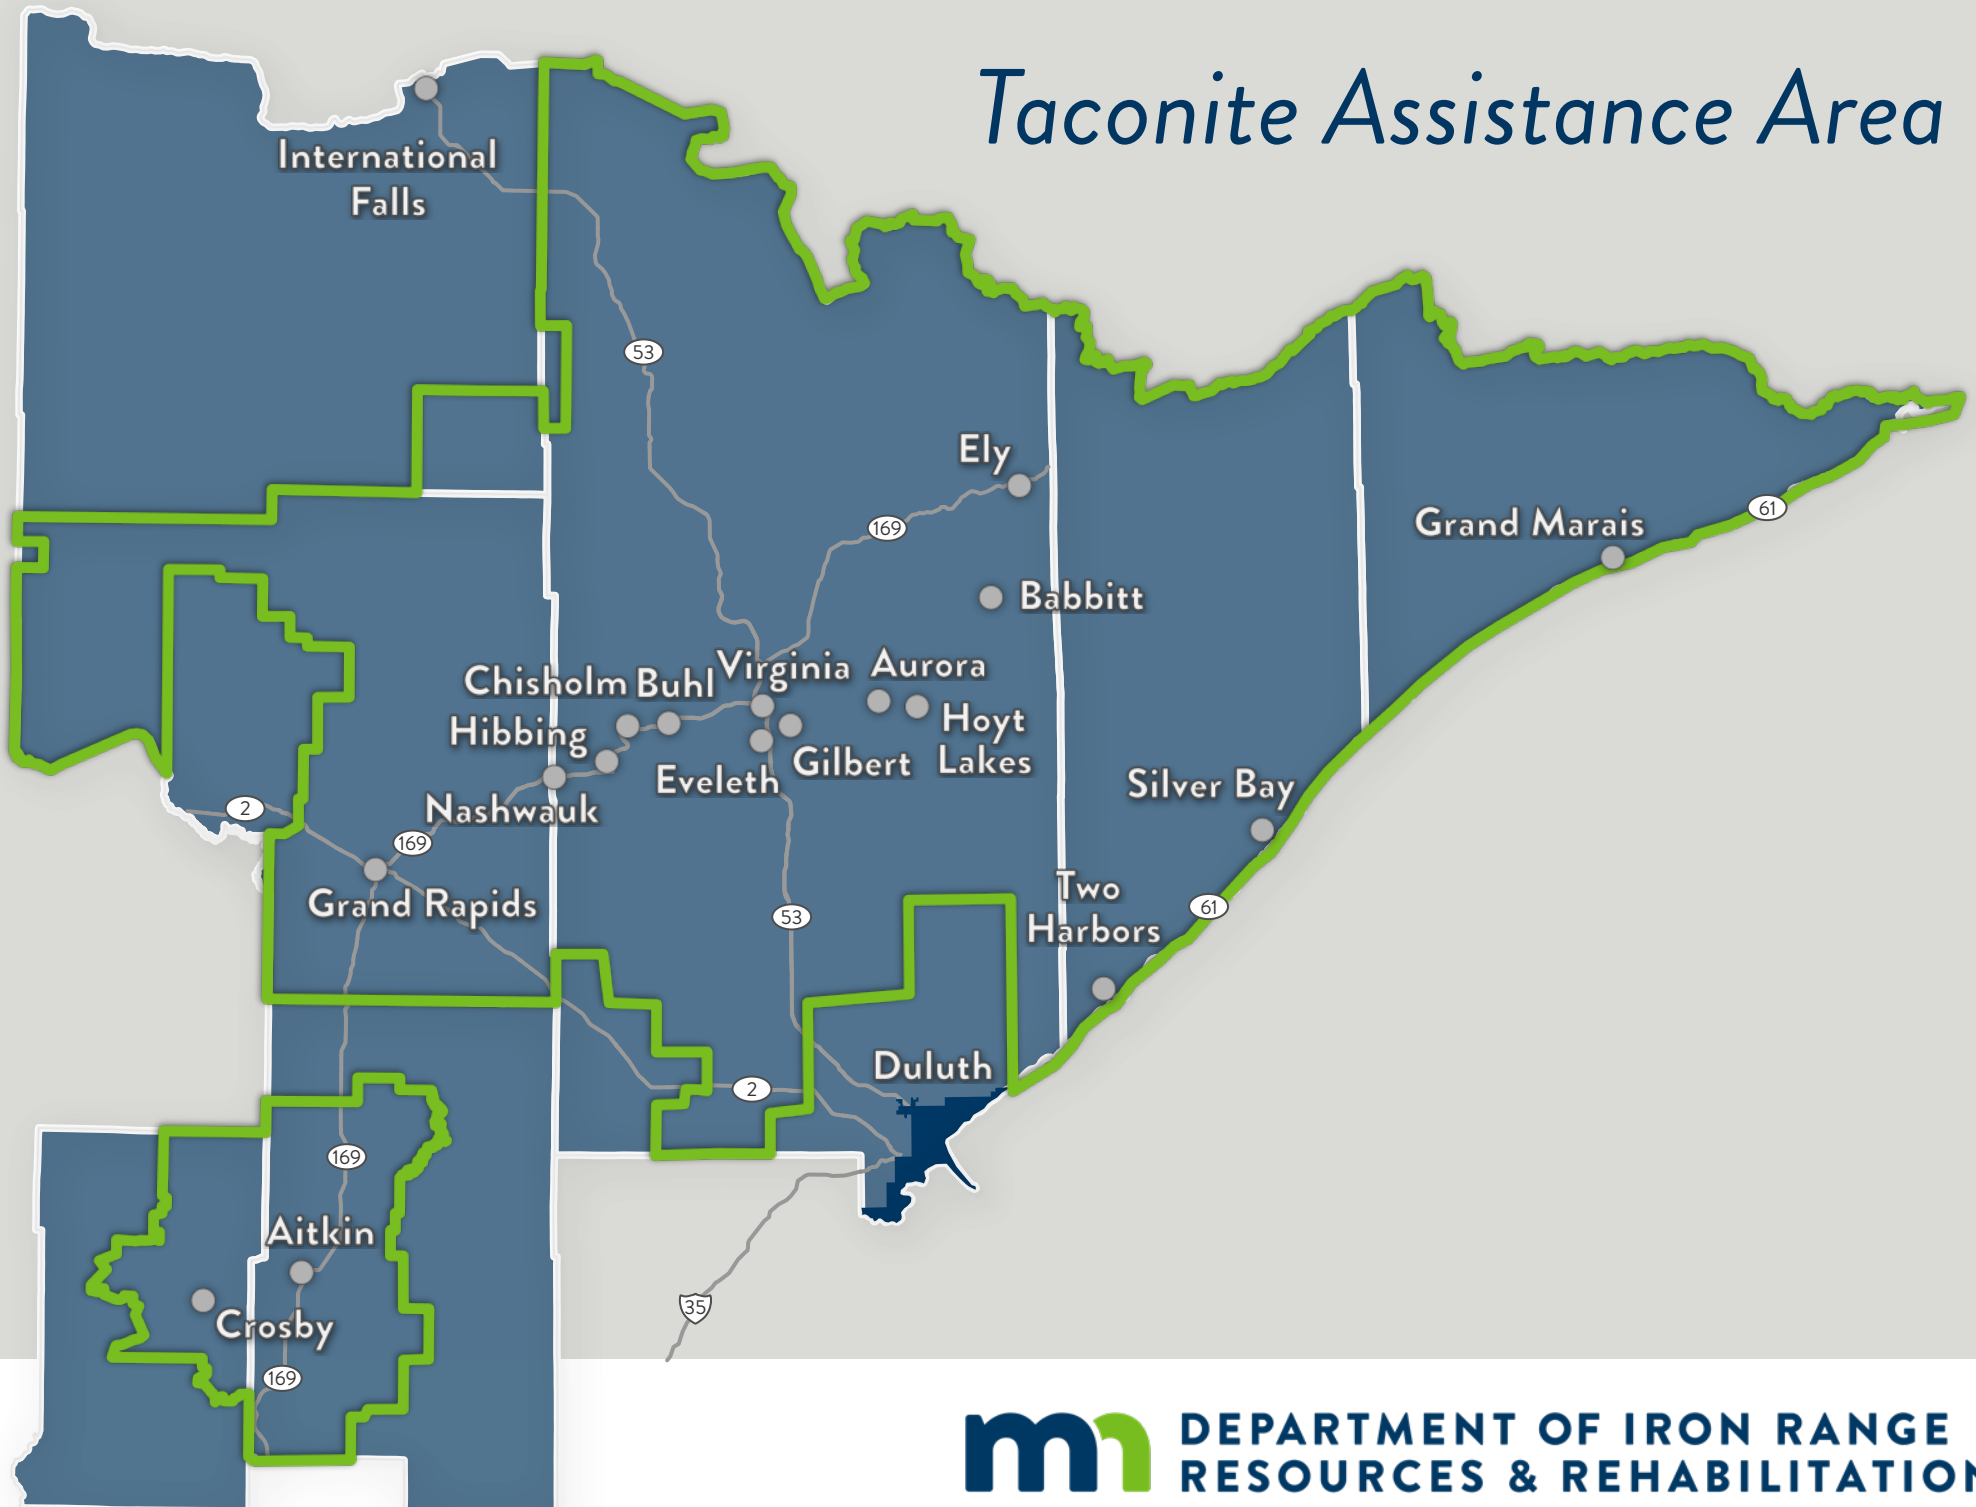 Taconite Assistance Area
International
Falls
53
Ely
169
Grand Marais
61
Babbitt
Virginia
Aurora
Chisholm
Buhl
Hibbing
Hoyt
Lakes
Gilbert
Eveleth
Silver Bay
Nashwauk
2
169
Grand Rapids
Two
Harbors
61
53
Duluth
2
169
Aitkin
35
Crosby
169
mn
DEPARTMENT OF IRON RANGE
RESOURCES & REHABILITATION